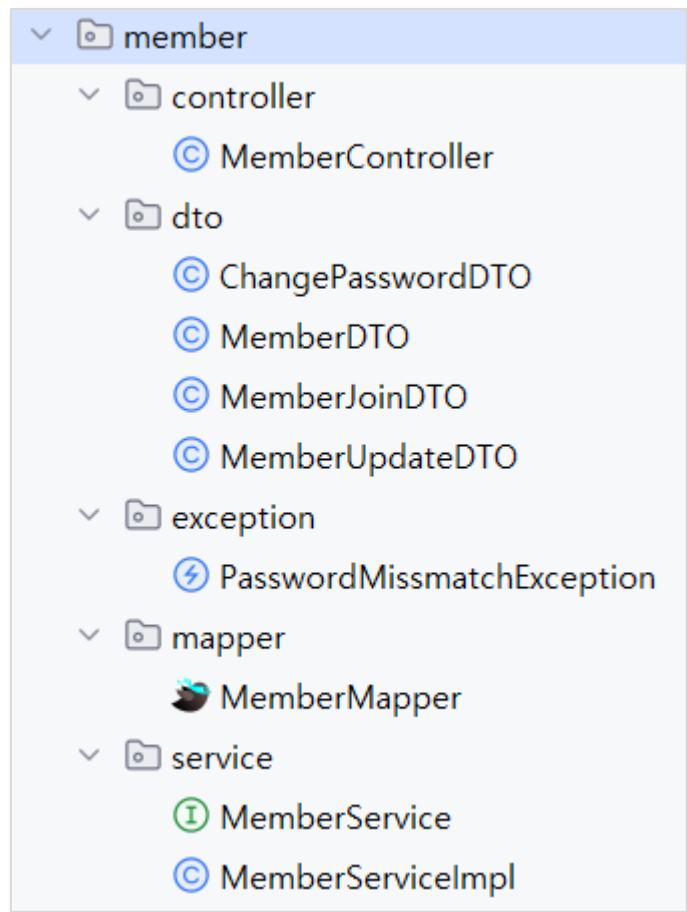 member
controller
MemberController
dto
ChangePasswordDTO
MemberDTO
MemberJoinDTO
MemberUpdateDTO
exception
PasswordMissmatchException
mapper
MemberMapper
service
MemberService
MemberServiceImpl